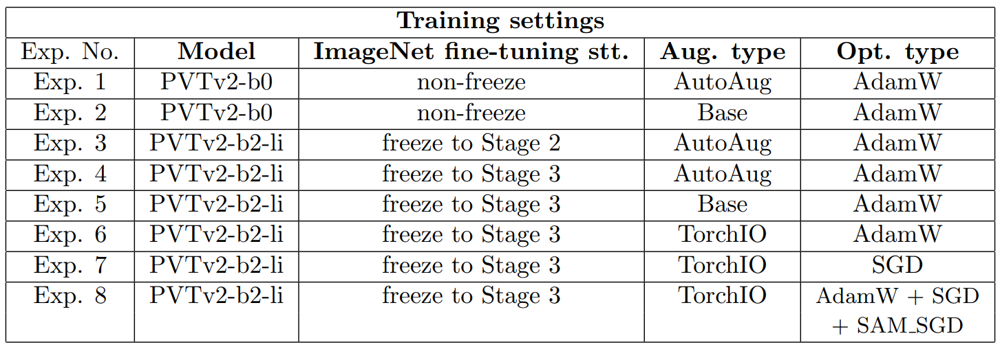 Training settings
Exp. No. Model ImageNet fine-tuning stt. Aug. type Opt. type
Exp. 1 PVTv2-b0 non-freeze AutoAug AdamW
Exp. 2 PVTv2-b0 non-freeze Base AdamW
Exp. 3 PVTv2-b2-li freeze to Stage 2 AutoAug AdamW
Exp. 4 PVTv2-b2-li freeze to Stage 3 AutoAug AdamW
Exp. 5 PVTv2-b2-li freeze to Stage 3 Base AdamW
Exp. 6 PVTv2-b2-li freeze to Stage 3 TorchIO AdamW
Exp. 7 PVTv2-b2-li freeze to Stage 3 TorchIO SGD
Exp. 8 PVTv2-b2-li freeze to Stage 3 TorchIO AdamW + SGD
+ SAM_SGD